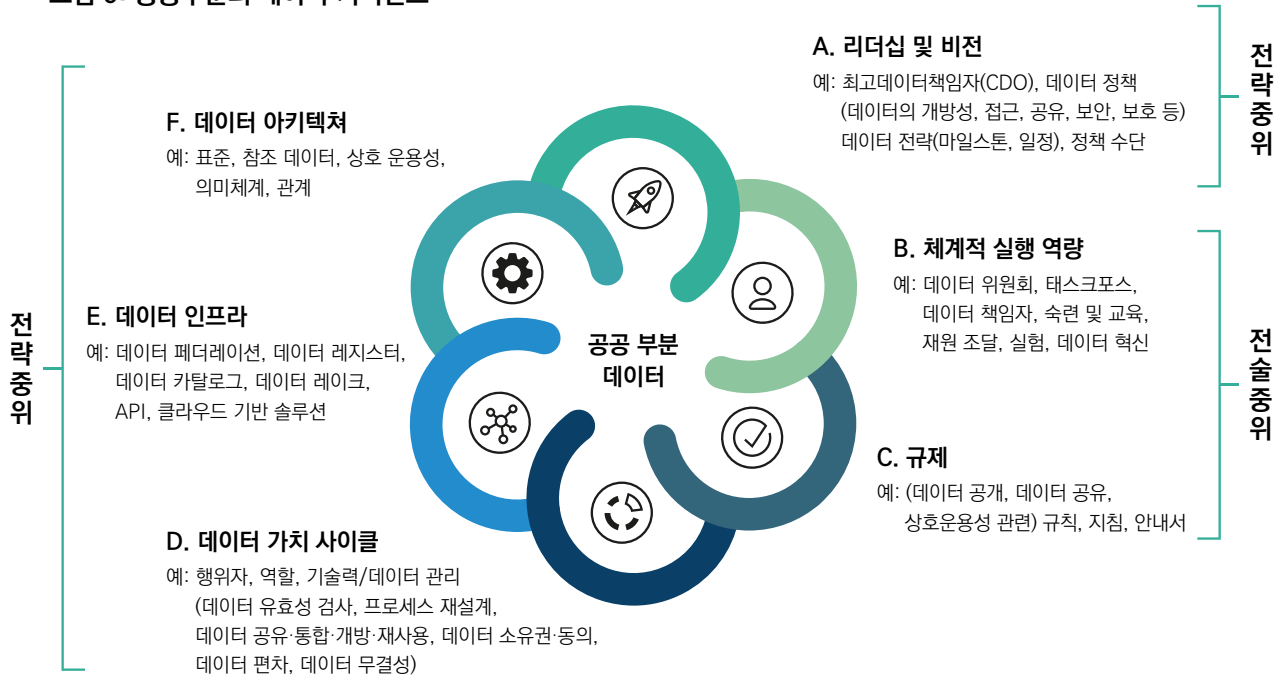 A. 리더십 및 비전
예: 최고데이터책임자(CDO), 데이터 정책
(데이터의 개방성, 접근, 공유, 보안, 보호 등)
데이터 전략(마일스톤, 일정), 정책 수단
전략중위
F. 데이터 아키텍쳐
예: 표준, 참조 데이터, 상호 운용성,
의미체계, 관계
B. 체계적 실행 역량
예: 데이터 위원회, 태스크포스,
데이터 책임자, 숙련 및 교육,
재원 조달, 실험, 데이터 혁신
전술중위
E. 데이터 인프라
예: 데이터 페더레이션, 데이터 레지스터,
데이터 카탈로그, 데이터 레이크,
API, 클라우드 기반 솔루션
전략중위
공공 부분
데이터
C. 규제
예: (데이터 공개, 데이터 공유,
상호운용성 관련) 규칙, 지침, 안내서
D. 데이터 가치 사이클
예: 행위자, 역할, 기술력/데이터 관리
(데이터 유효성 검사, 프로세스 재설계,
데이터 공유·통합·개방·재사용, 데이터 소유권·동의,
데이터 편차, 데이터 무결성)